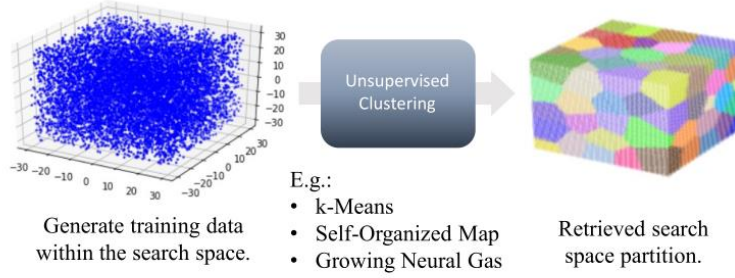 30
20
10
0
−10
−20
−30
−30
−20
−10
0
10
20
30
−30
−20
−10
0
10
20
30
Unsupervised
Clustering
E.g.:
• k-Means
• Self-Organized Map
• Growing Neural Gas
Generate training data
within the search space.
Retrieved search
space partition.